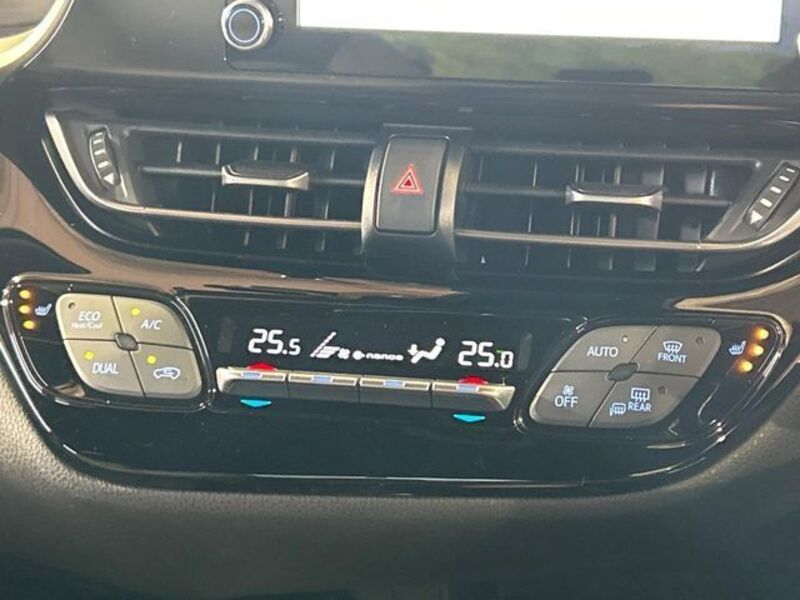 25.5 nanoe 25.0
ECO
Heat/Cool
A/C
DUAL
AUTO
FRONT
OFF
REAR